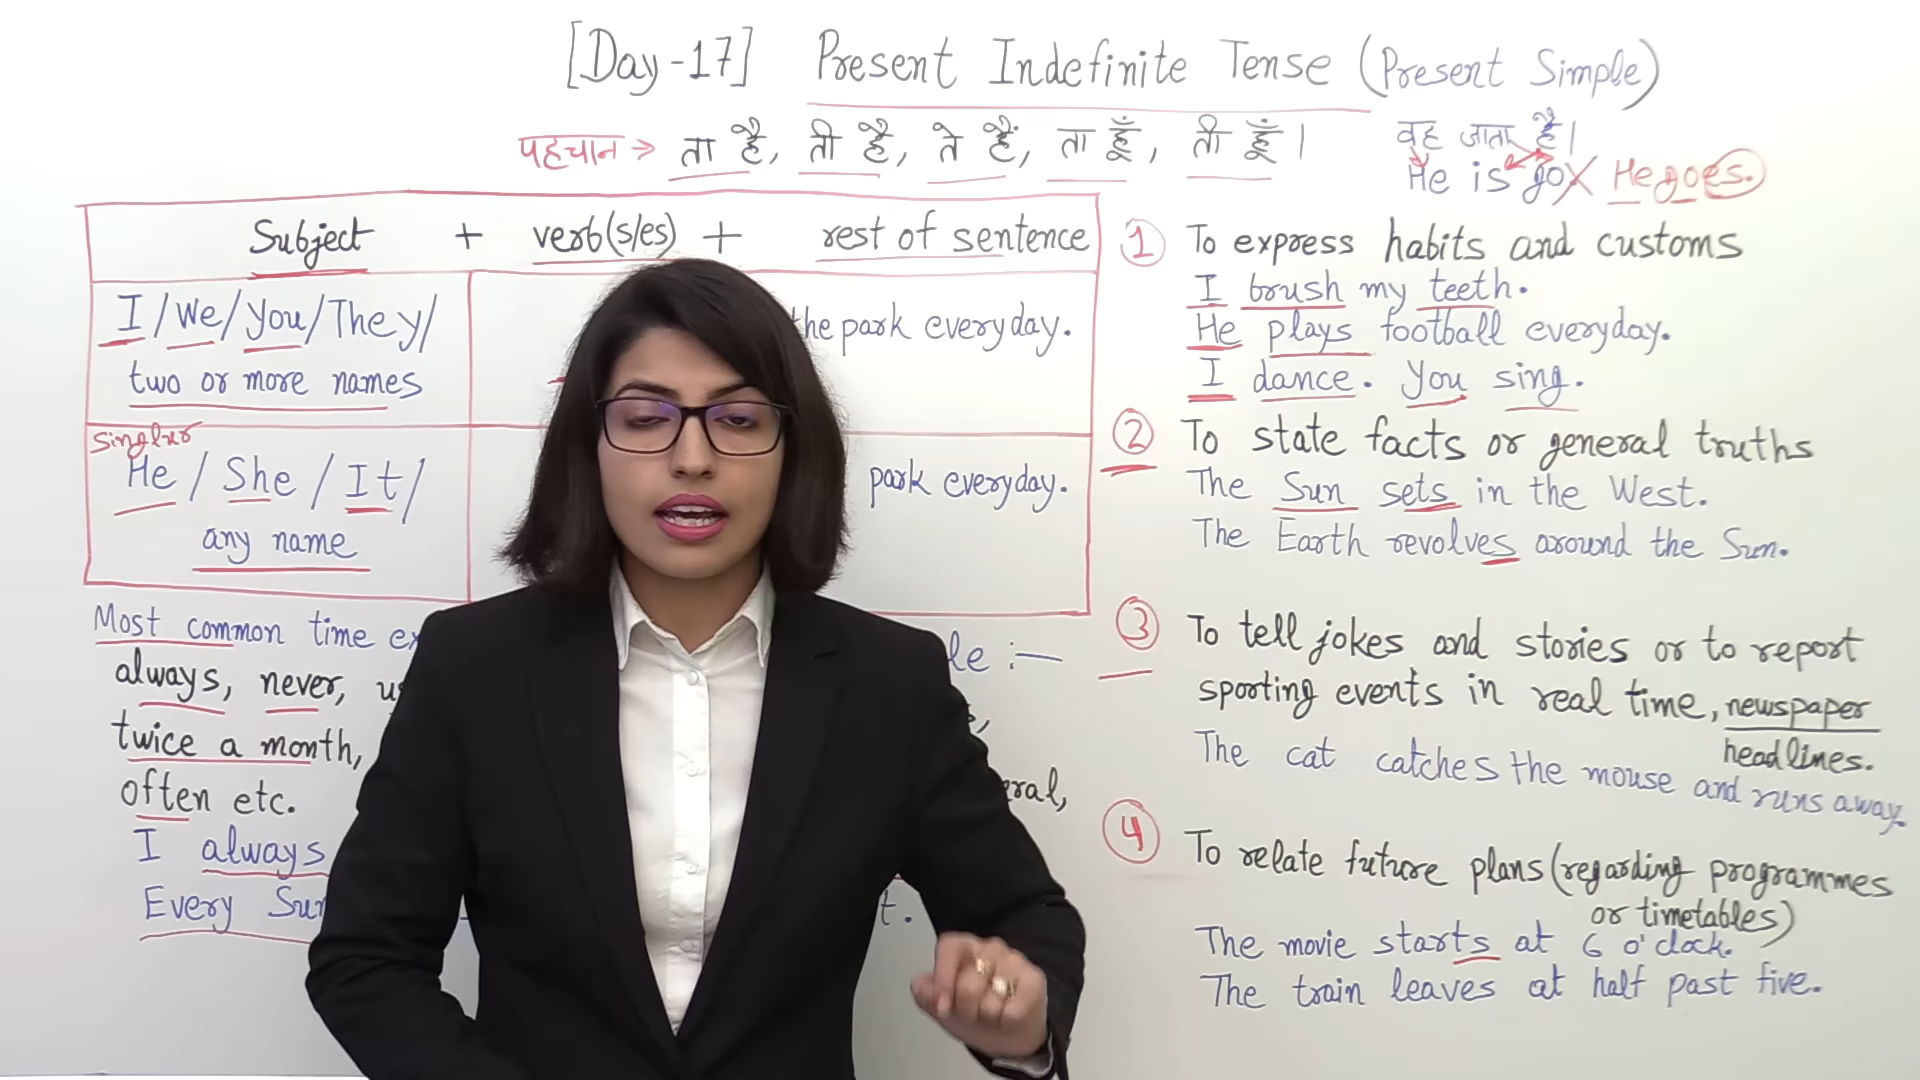 [Day-17] Present Indefinite Tense (Present Simple)
पहचान → ता है, ती है, ते हैं, ता हूँ, ती हूँ।
वह जाता है।
He is go X He goes.
Subject + verb(s/es) + rest of sentence
I/We/You/They/
two or more names
the park everyday.
Singlur
He / She / It /
any name
park everyday.
Most common time
always, never,
twice a month,
often etc.
I always
Every
① To express habits and customs
I brush my teeth.
He plays football everyday.
I dance. You sing.
② To state facts or general truths
The Sun sets in the West.
The Earth revolves around the Sun.
③ To tell jokes and stories or to report
sporting events in real time, newspaper
headlines.
The cat catches the mouse and runs away.
④ To relate future plans (regarding programmes
or timetables)
The movie starts at 6 o'clock.
The train leaves at half past five.